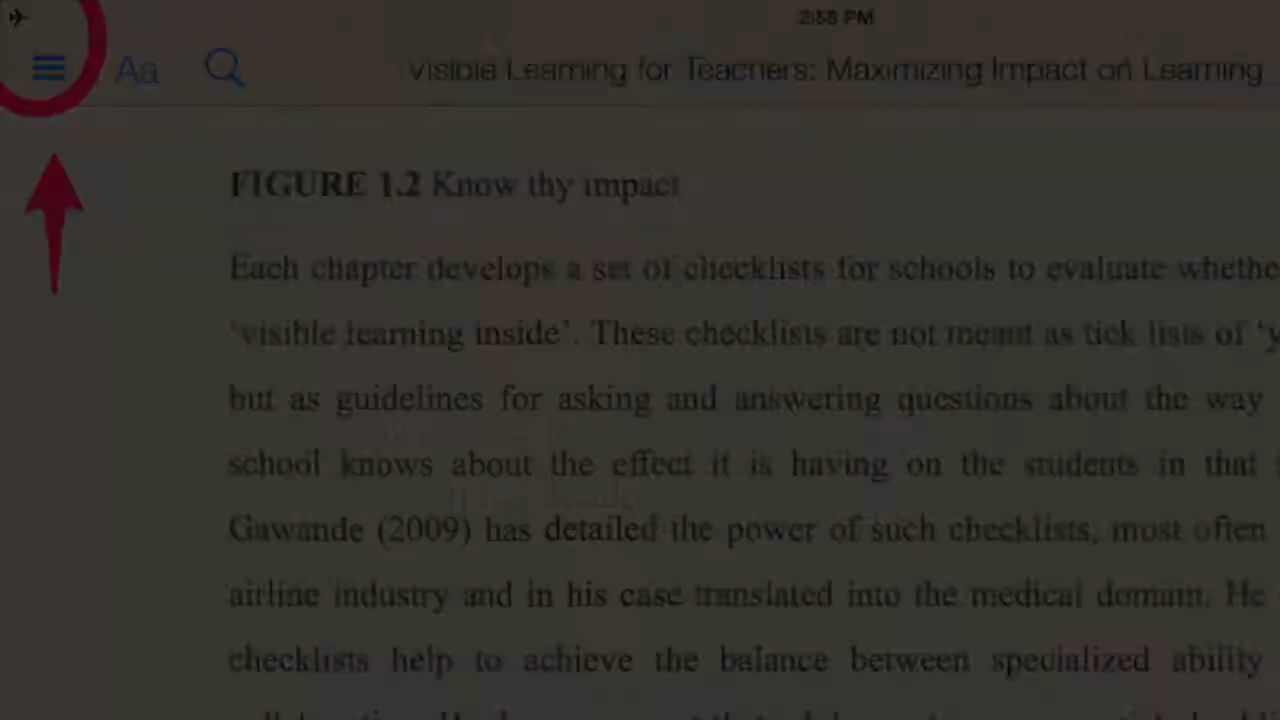 2:58 PM
Aa
Visible Learning for Teachers: Maximizing Impact on Learning
FIGURE 1.2 Know thy impact
Each chapter develops a set of checklists for schools to evaluate
'visible learning inside'. These checklists are not meant as tick lists of
but as guidelines for asking and answering questions about the way
school knows about the effect it is having on the students in that
Gawande (2009) has detailed the power of such checklists, most often
airline industry and in his case translated into the medical domain. He
checklists help to achieve the balance between specialized ability